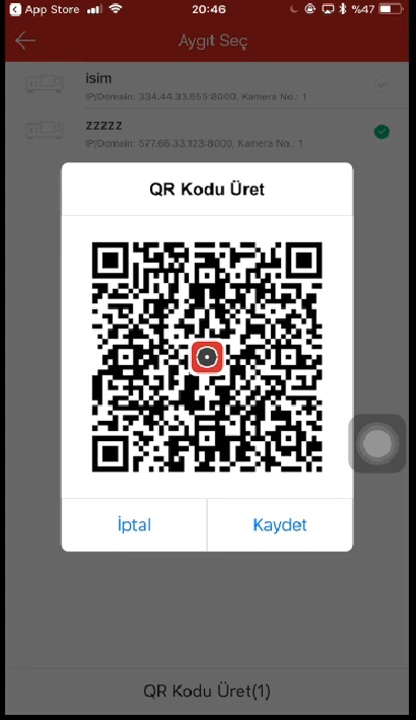 App Store 20:46 %47
Aygıt Seç
isim
IP/Domain: 334.44.33.555:8000, Kamera No.: 1
zzzzz
IP/Domain: 577.66.33.123:8000, Kamera No.: 1
QR Kodu Üret
İptal Kaydet
QR Kodu Üret(1)